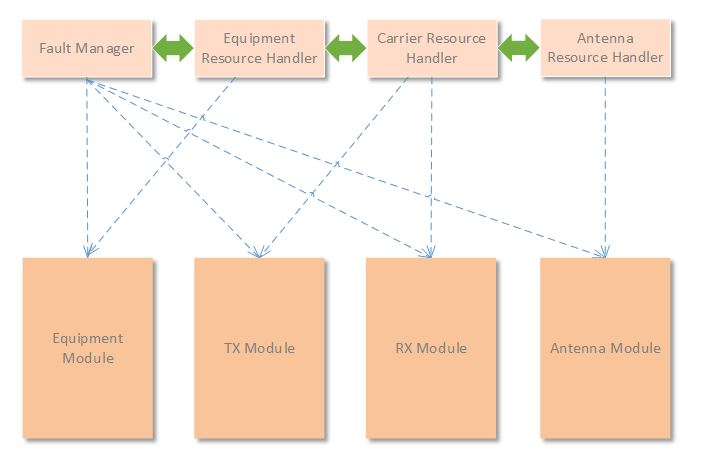 Fault Manager
Equipment
Resource Handler
Carrier Resource
Handler
Antenna
Resource Handler
Equipment
Module
TX Module
RX Module
Antenna Module